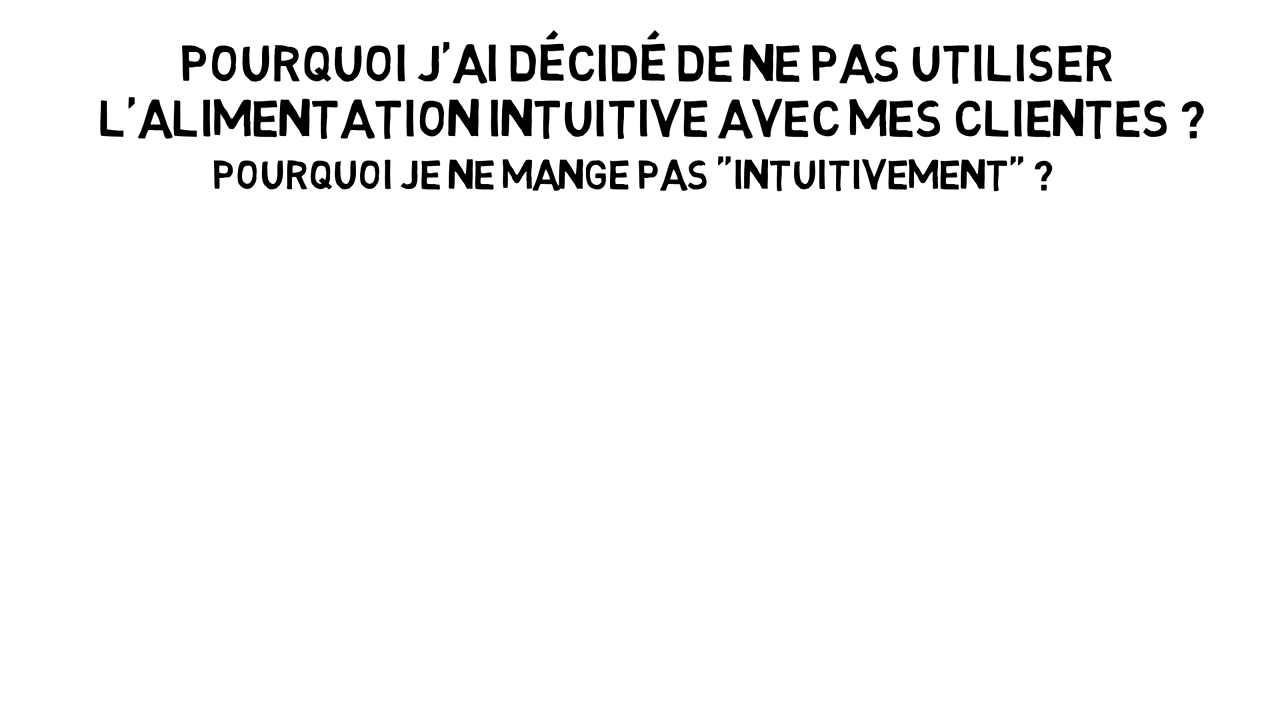 POURQUOI J'AI DÉCIDÉ DE NE PAS UTILISER
L'ALIMENTATION INTUITIVE AVEC MES CLIENTES ?
POURQUOI JE NE MANGE PAS "INTUITIVEMENT" ?